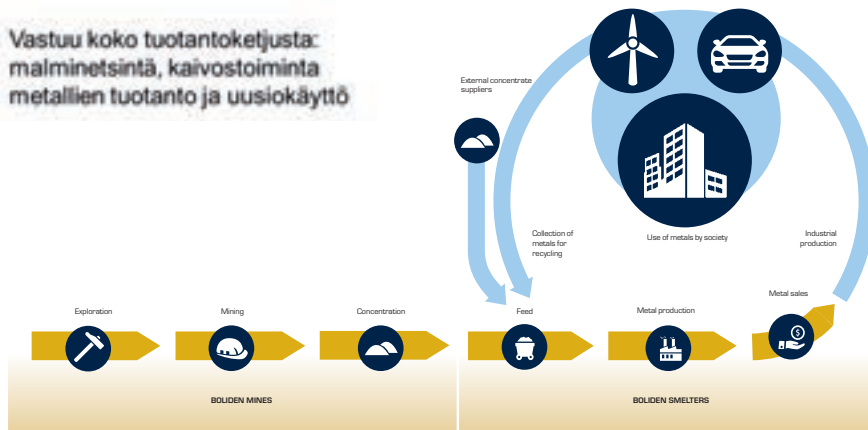 Vastuu koko tuotantoketjusta:
malminetsintä, kaivostoiminta
metallien tuotanto ja uusiokäyttö
External concentrate
suppliers
Collection of
metals for
recycling
Use of metals by society
Industrial
production
Exploration
Mining
Concentration
Feed
Metal production
Metal sales
$
BOLIDEN MINES
BOLIDEN SMELTERS